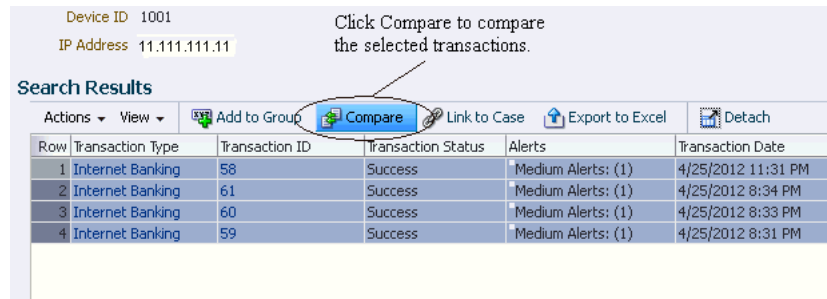 Device ID 1001
IP Address 11.111.111.11
Click Compare to compare
the selected transactions.
Search Results
Actions View Add to Group Compare Link to Case Export to Excel Detach
Row Transaction Type Transaction ID Transaction Status Alerts Transaction Date
1 Internet Banking 58 Success Medium Alerts: (1) 4/25/2012 11:31 PM
2 Internet Banking 61 Success Medium Alerts: (1) 4/25/2012 8:34 PM
3 Internet Banking 60 Success Medium Alerts: (1) 4/25/2012 8:33 PM
4 Internet Banking 59 Success Medium Alerts: (1) 4/25/2012 8:31 PM